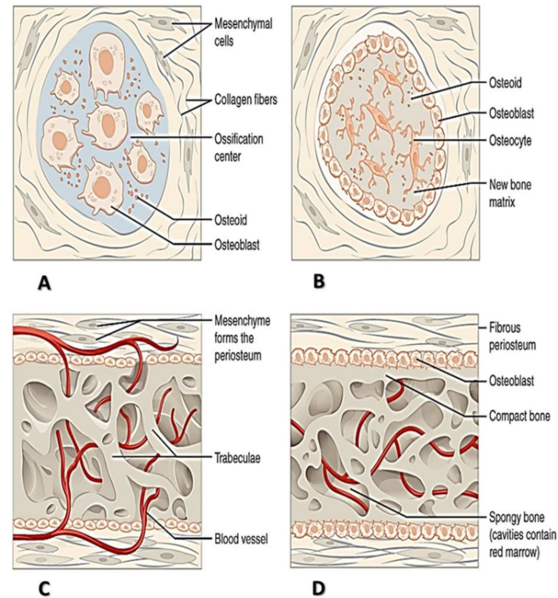 Mesenchymal
cells
Collagen fibers
Ossification
center
Osteoid
Osteoblast
A
Osteoid
Osteoblast
Osteocyte
New bone
matrix
B
Mesenchyme
forms the
periosteum
Trabeculae
Blood vessel
C
Fibrous
periosteum
Osteoblast
Compact bone
Spongy bone
(cavities contain
red marrow)
D